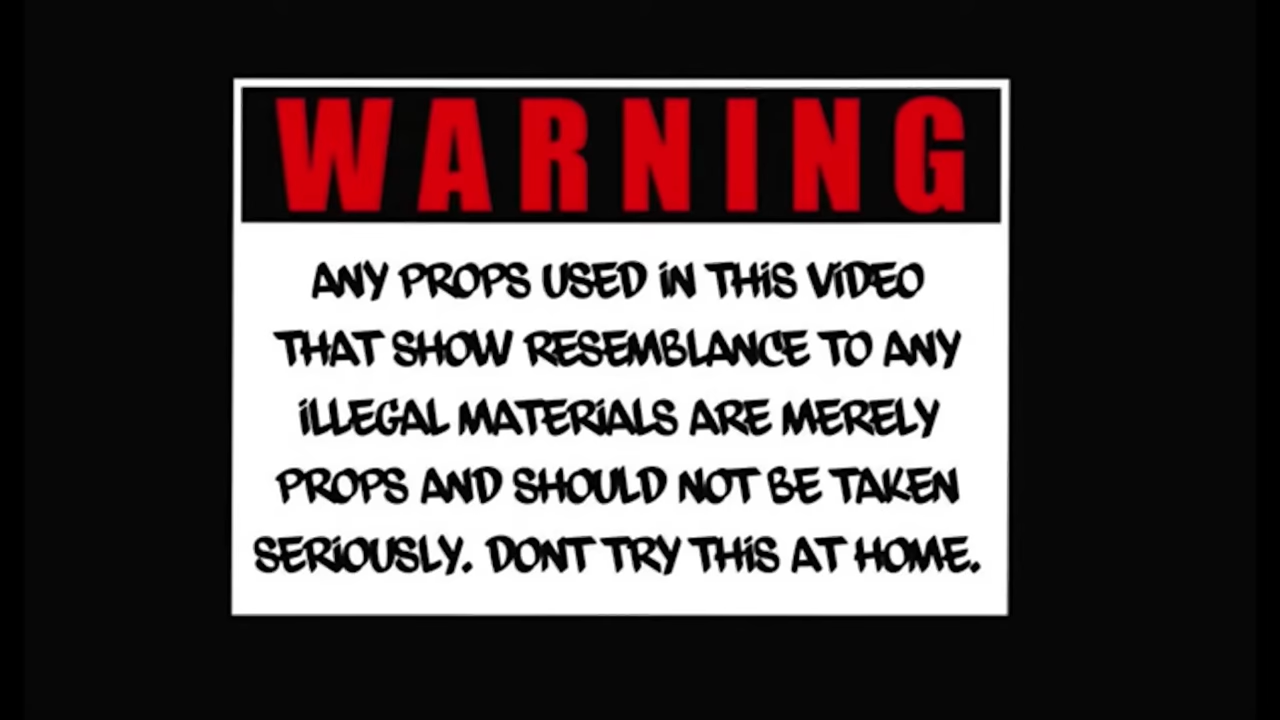 WARNING
ANY PROPS USED IN THIS VIDEO
THAT SHOW RESEMBLANCE TO ANY
ILLEGAL MATERIALS ARE MERELY
PROPS AND SHOULD NOT BE TAKEN
SERIOUSLY. DONT TRY THIS AT HOME.